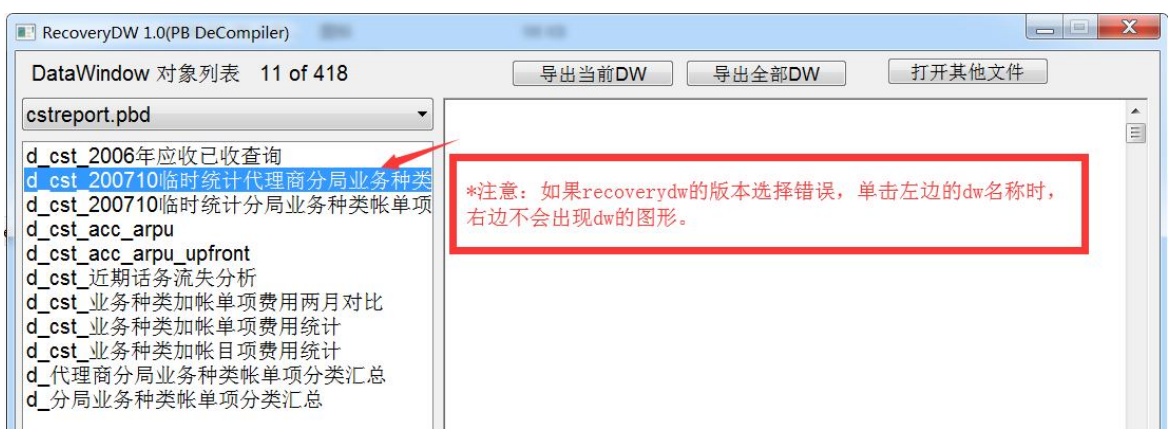 RecoveryDW 1.0(PB DeCompiler)
DataWindow 对象列表 11 of 418
导出当前DW
导出全部DW
打开其他文件
cstreport.pbd
d_cst_2006年应收已收查询
d_cst_200710临时统计代理商分局业务种类
d_cst_200710临时统计分局业务种类帐单项
d_cst_acc_arpu
d_cst_acc_arpu_upfront
d_cst_近期话务流失分析
d_cst_业务种类加帐单项费用两月对比
d_cst_业务种类加帐单项费用统计
d_cst_业务种类加帐目项费用统计
d_代理商分局业务种类帐单项分类汇总
d_分局业务种类帐单项分类汇总
*注意：如果recoverydw的版本选择错误，单击左边的dw名称时，
右边不会出现dw的图形。